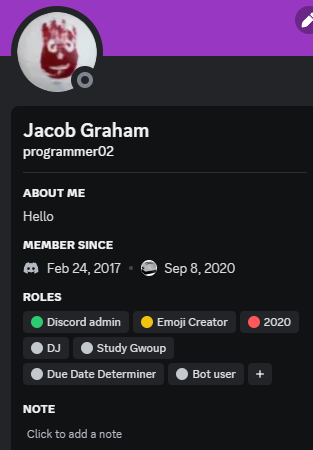 Jacob Graham
programmer02
ABOUT ME
Hello
MEMBER SINCE
Feb 24, 2017 • Sep 8, 2020
ROLES
Discord admin Emoji Creator 2020
DJ Study Gwoup
Due Date Determiner Bot user +
NOTE
Click to add a note